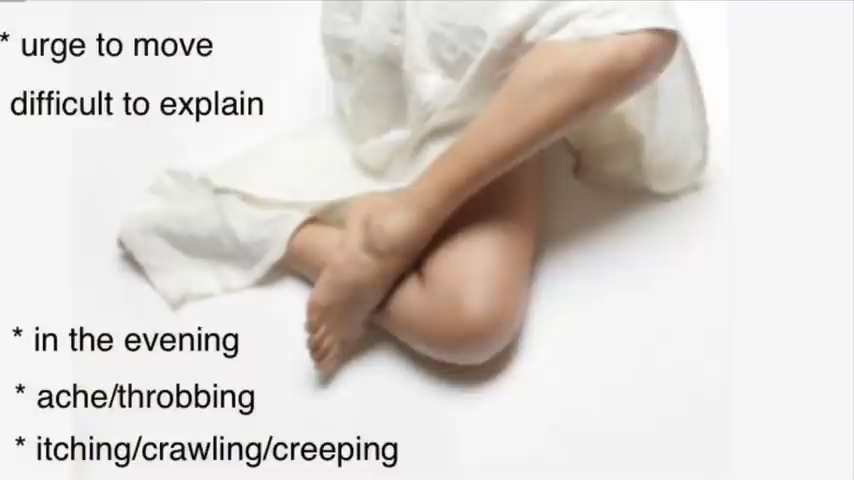 * urge to move
difficult to explain
* in the evening
* ache/throbbing
* itching/crawling/creeping